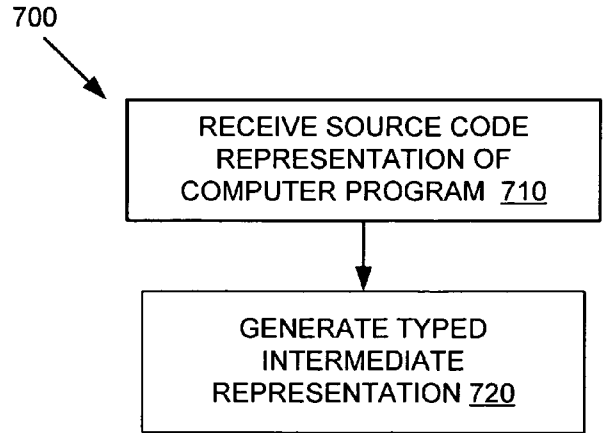 700
RECEIVE SOURCE CODE
REPRESENTATION OF
COMPUTER PROGRAM 710
GENERATE TYPED
INTERMEDIATE
REPRESENTATION 720